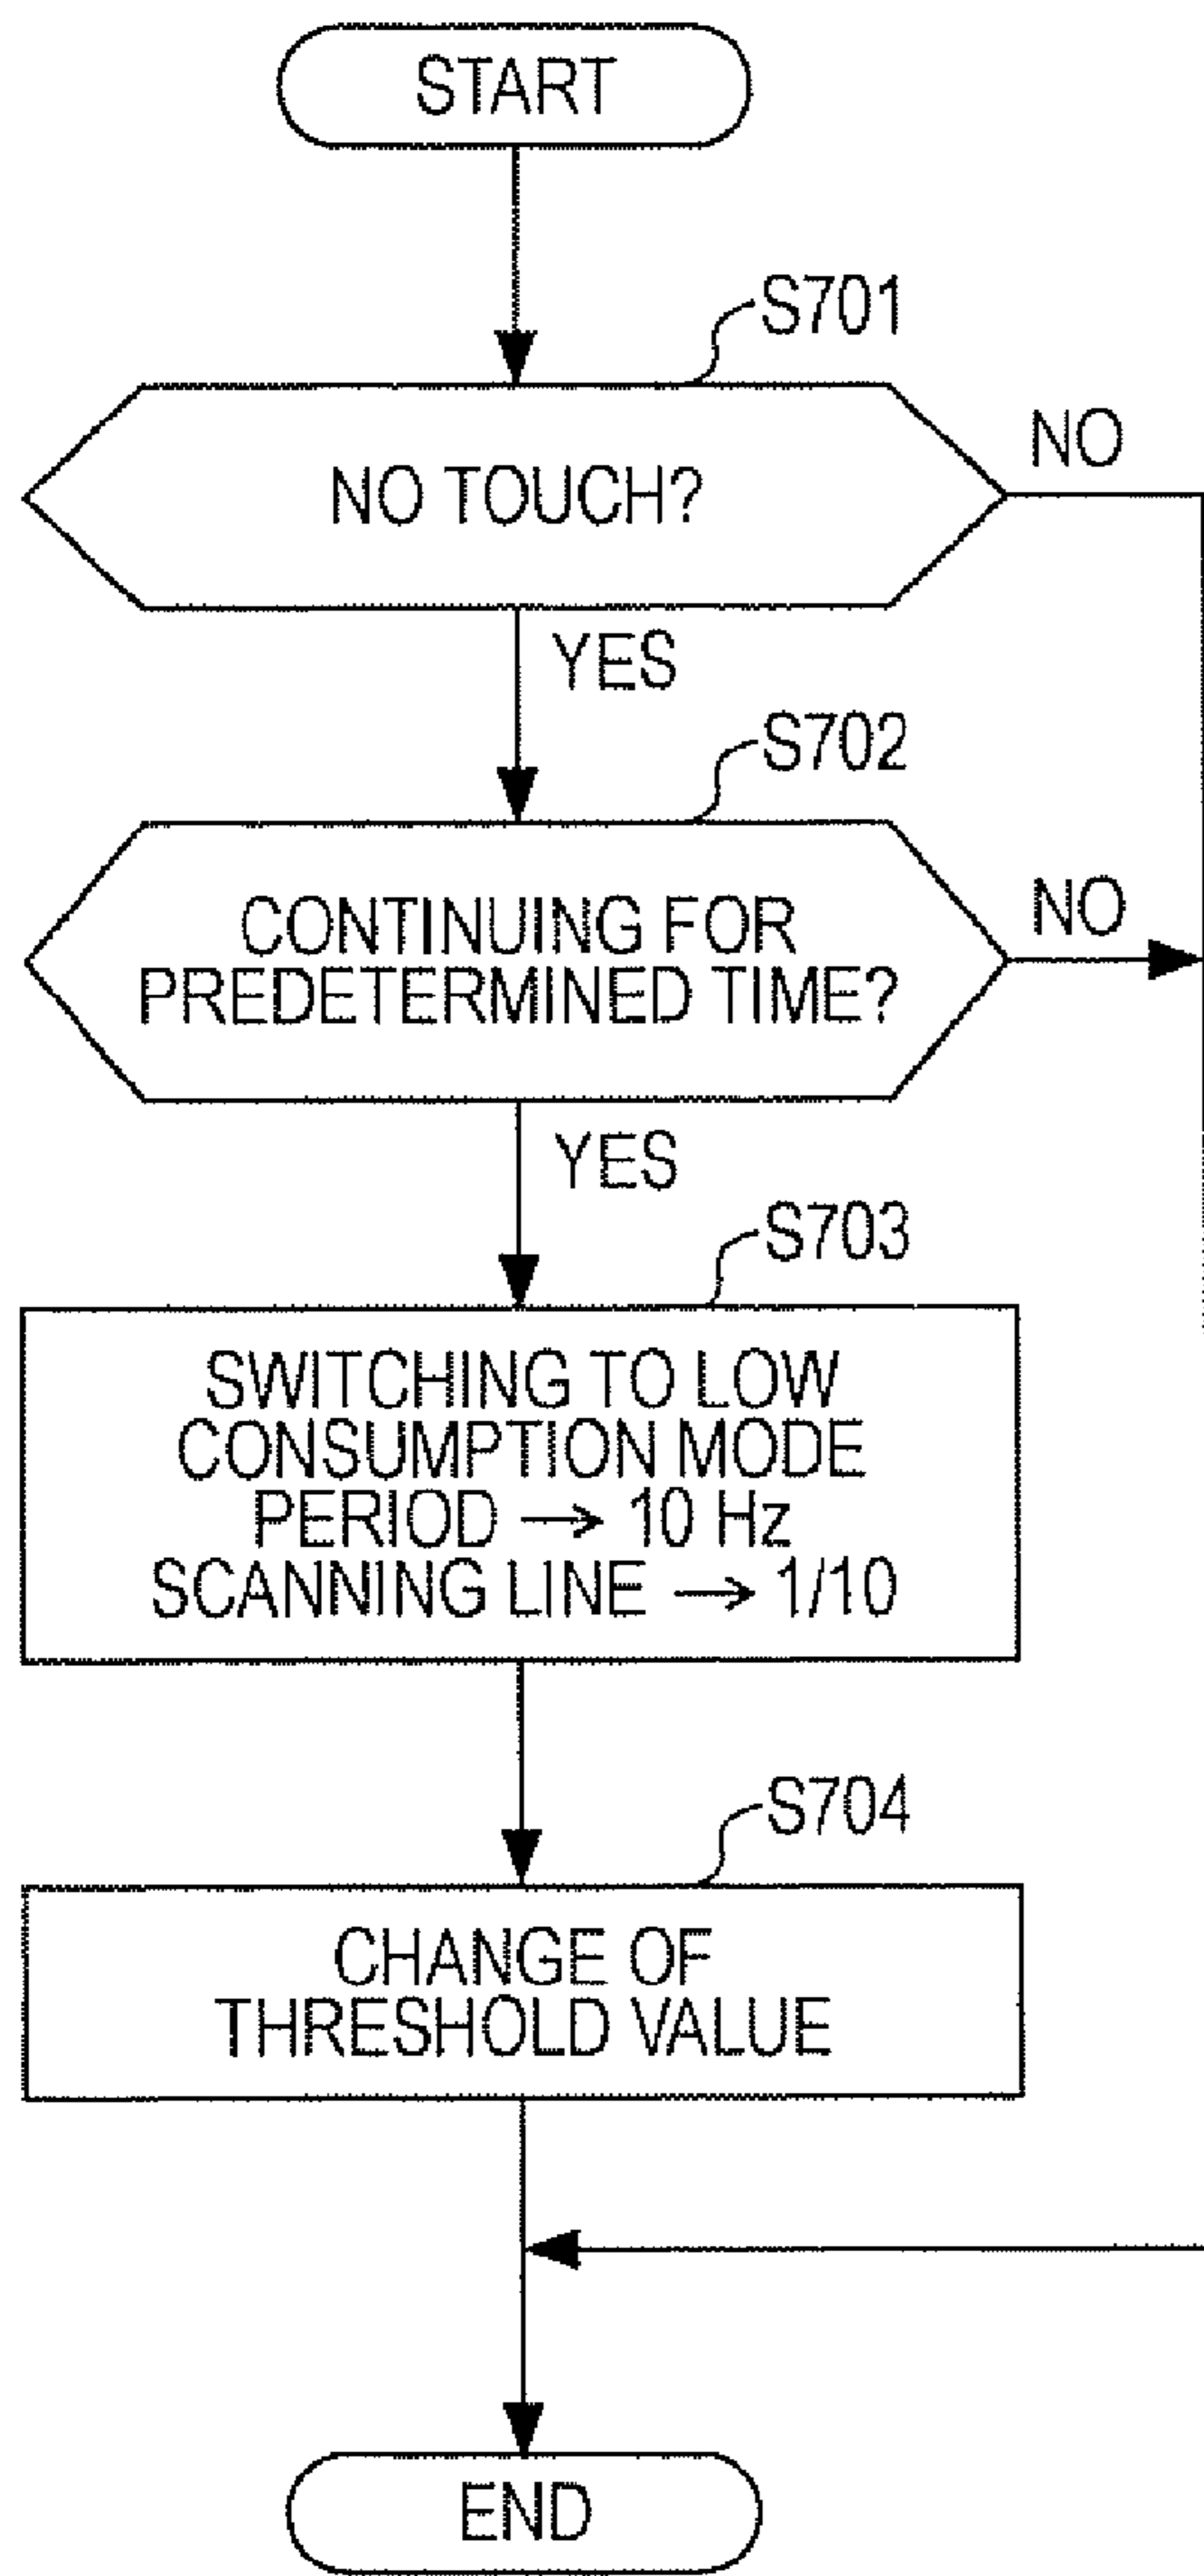 START
S701
NO TOUCH?
NO
YES
S702
CONTINUING FOR
PREDETERMINED TIME?
NO
YES
S703
SWITCHING TO LOW
CONSUMPTION MODE
PERIOD → 10 Hz
SCANNING LINE → 1/10
S704
CHANGE OF
THRESHOLD VALUE
END